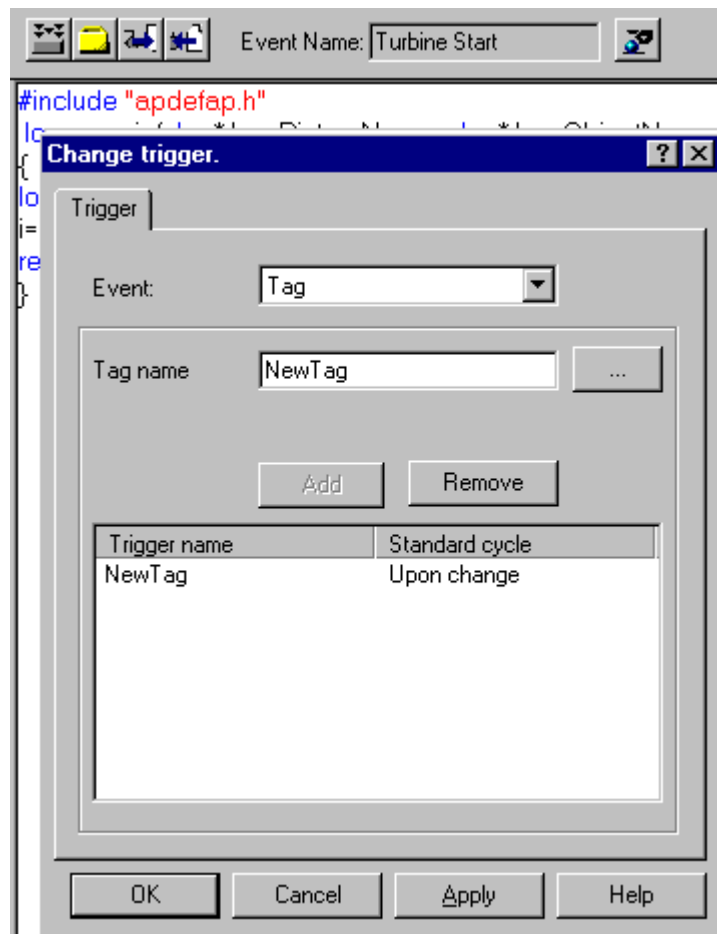 Event Name: Turbine Start
#include "apdefap.h"
{
lo
i=
re
}
Change trigger.
Trigger
Event: Tag
Tag name NewTag ...
Add Remove
Trigger name Standard cycle
NewTag Upon change
OK Cancel Apply Help